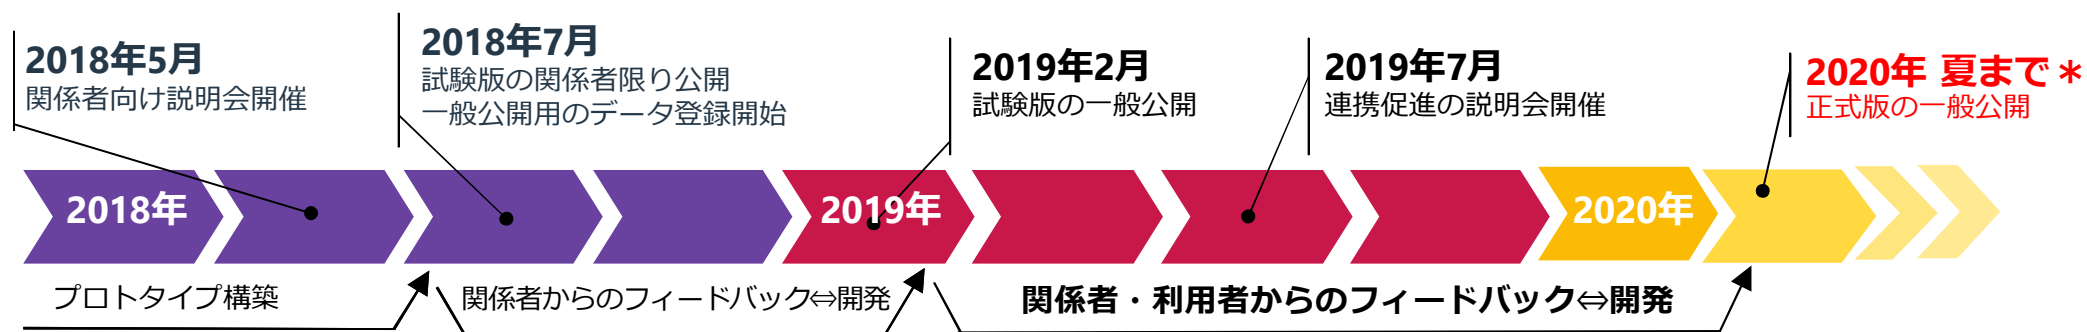 2018年5月
関係者向け説明会開催
2018年7月
試験版の関係者限り公開
一般公開用のデータ登録開始
2019年2月
試験版の一般公開
2019年7月
連携促進の説明会開催
2020年 夏まで＊
正式版の一般公開
2018年
2019年
2020年
プロトタイプ構築
関係者からのフィードバック⇔開発
関係者・利用者からのフィードバック⇔開発